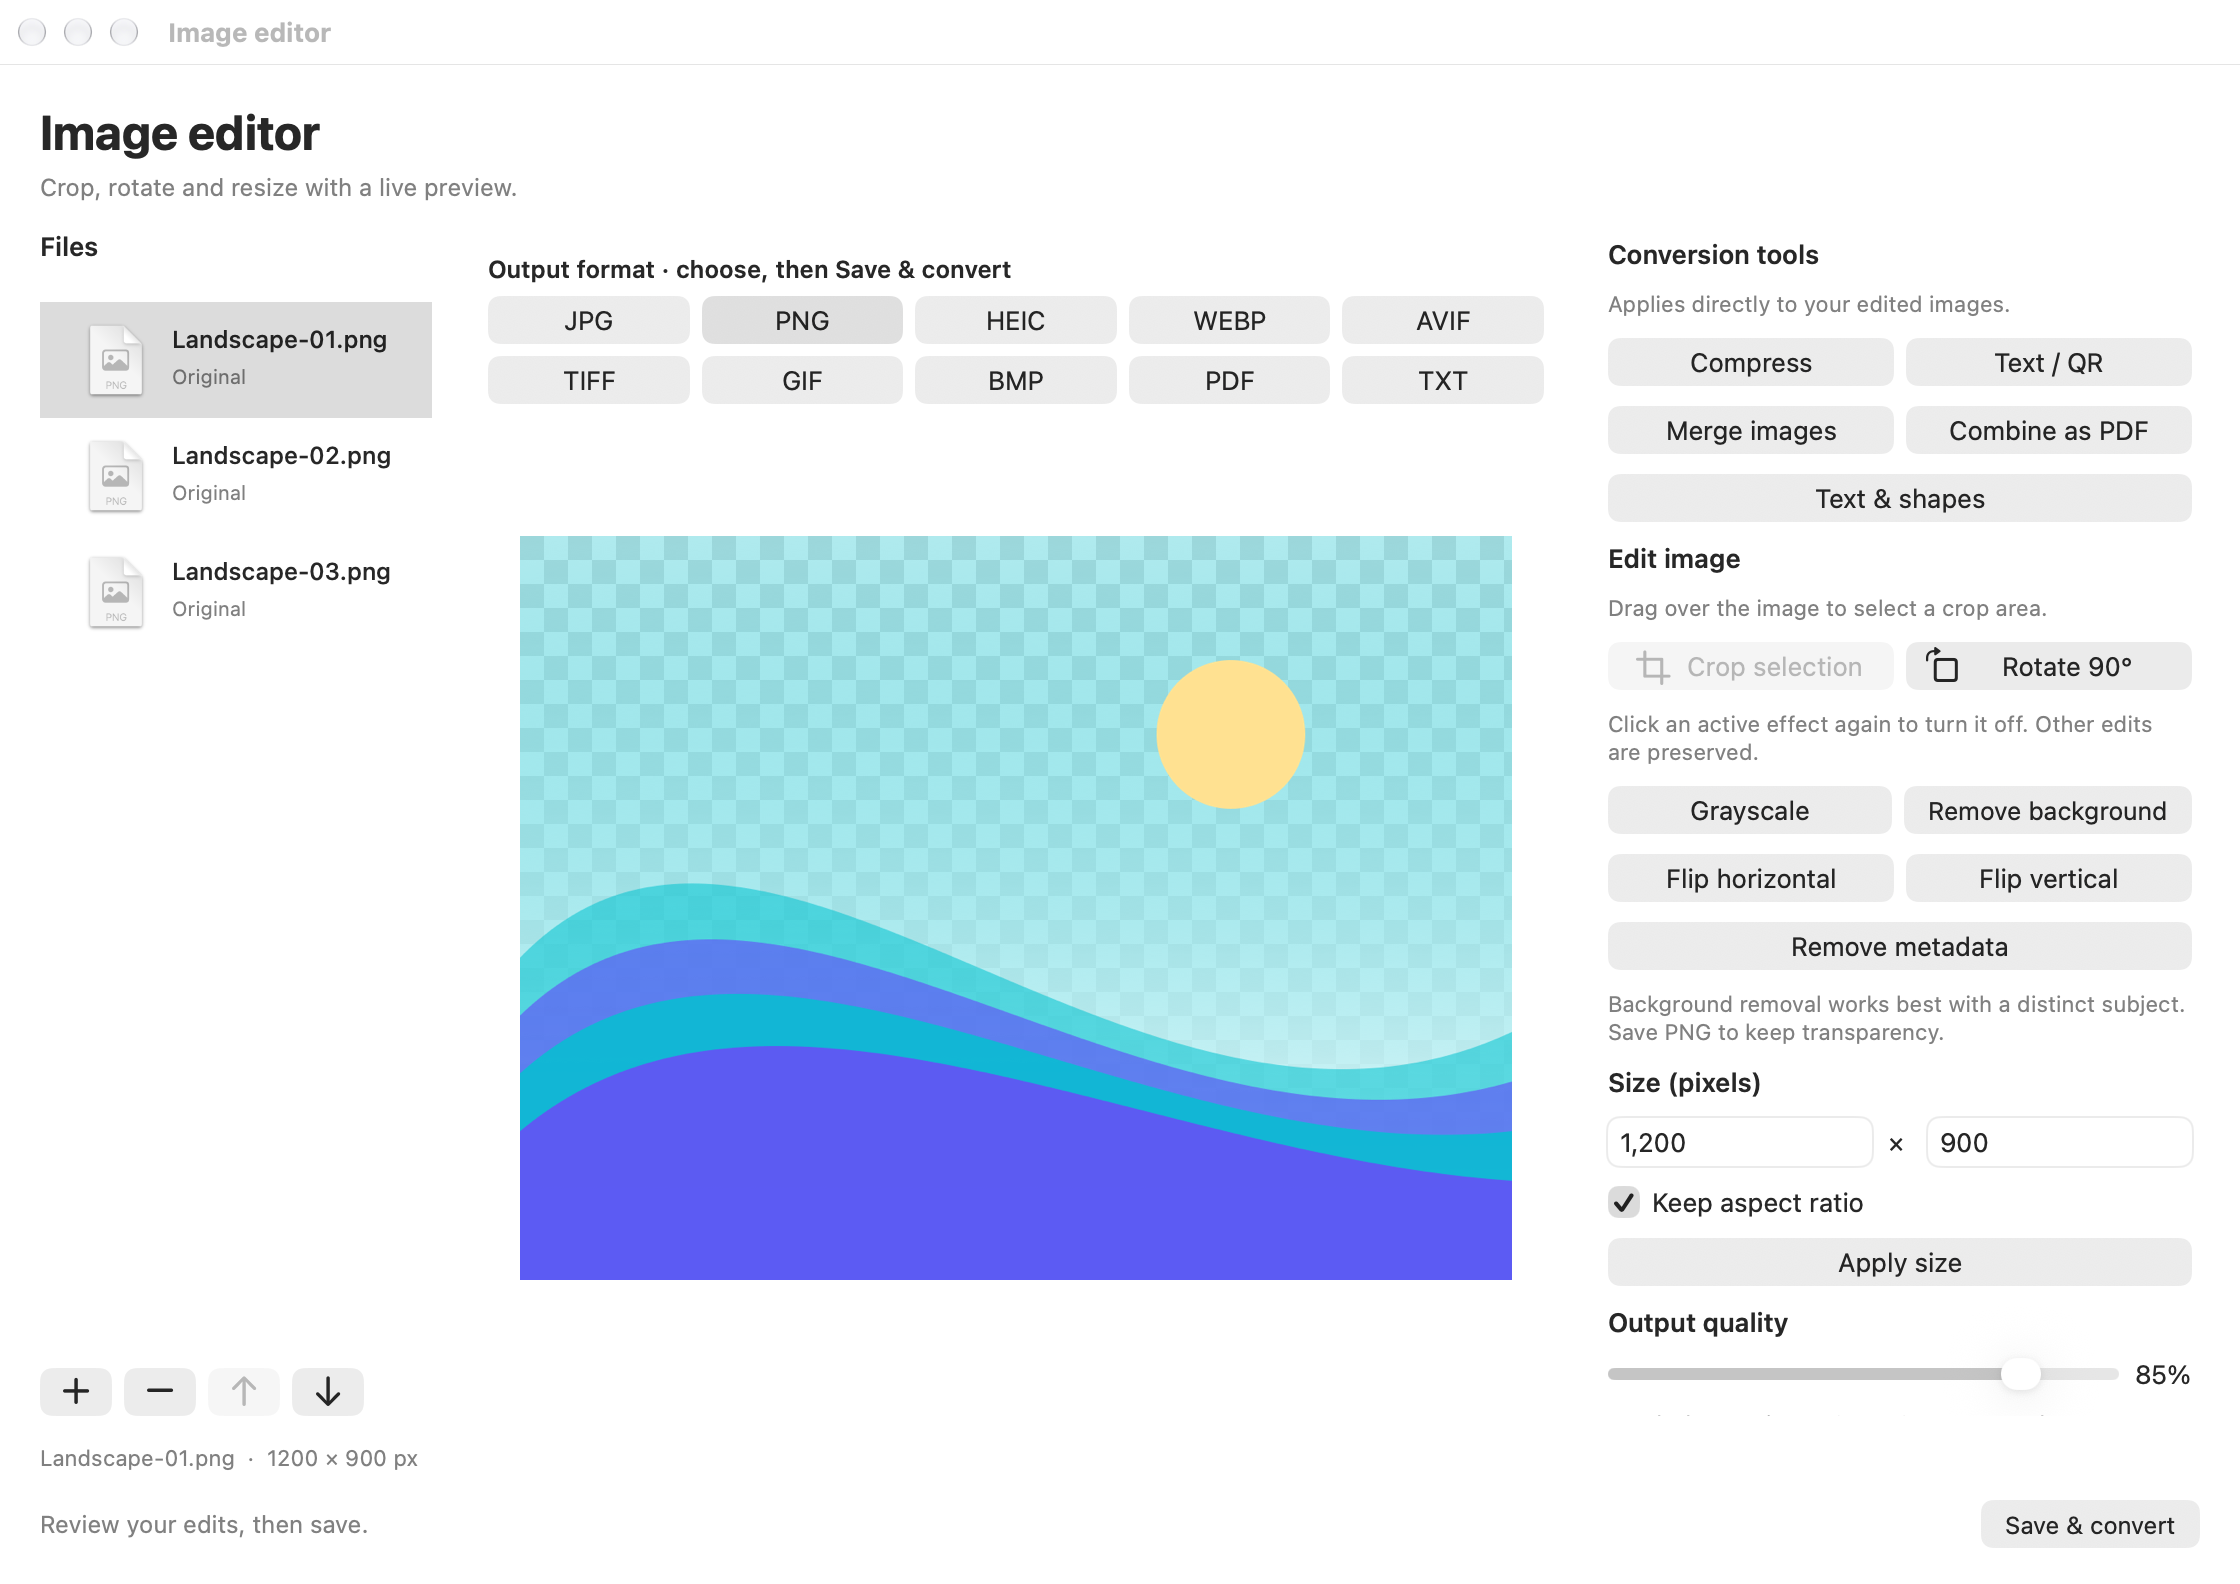 Image editor
Image editor
Crop, rotate and resize with a live preview.
Files
Landscape-01.png
Original
PNG
Landscape-02.png
Original
PNG
Landscape-03.png
Original
PNG
Output format · choose, then Save & convert
JPG PNG HEIC WEBP AVIF
TIFF GIF BMP PDF TXT
Conversion tools
Applies directly to your edited images.
Compress Text / QR
Merge images Combine as PDF
Text & shapes
Edit image
Drag over the image to select a crop area.
Crop selection Rotate 90°
Click an active effect again to turn it off. Other edits
are preserved.
Grayscale Remove background
Flip horizontal Flip vertical
Remove metadata
Background removal works best with a distinct subject.
Save PNG to keep transparency.
Size (pixels)
1,200 × 900
Keep aspect ratio
Apply size
Output quality
85%
Landscape-01.png · 1200 × 900 px
Review your edits, then save.
Save & convert